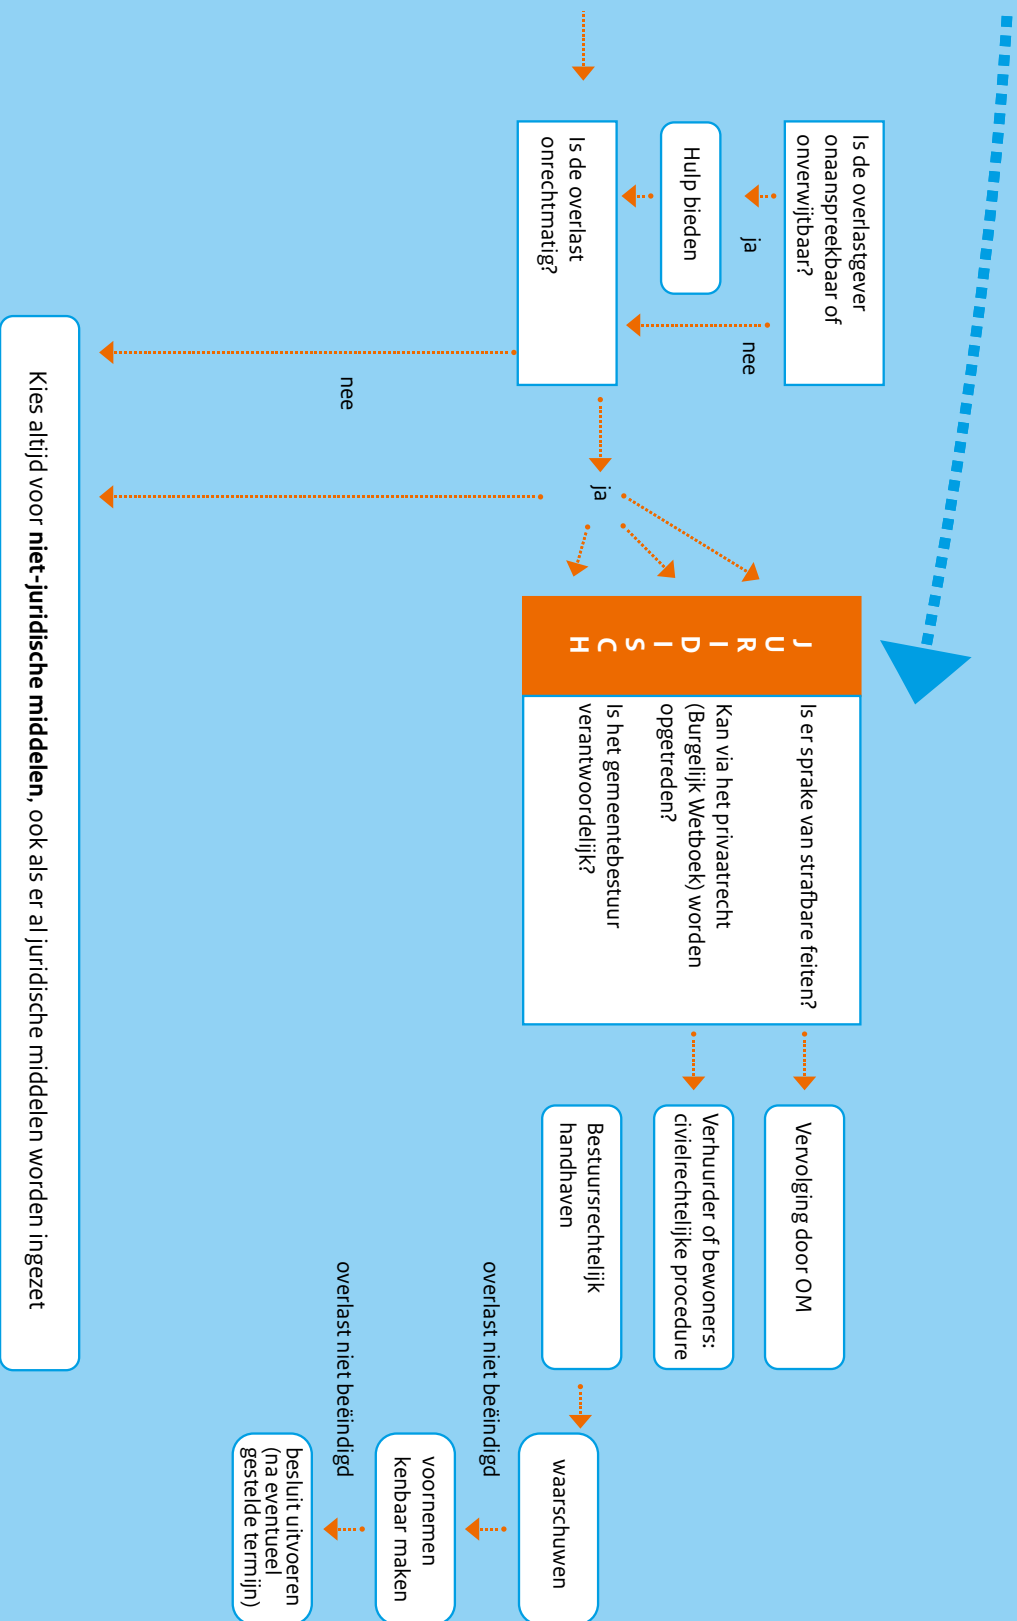 Is de overlastgever
onaanspreekbaar of
onverwijtbaar?
ja
nee
Hulp bieden
Is de overlast
onrechtmatig?
ja
nee
JURIDISCH
Is er sprake van strafbare feiten?
Kan via het privaatrecht
(Burgelijk Wetboek) worden
opgetreden?
Is het gemeentebestuur
verantwoordelijk?
Vervolging door OM
Verhuurder of bewoners:
civielrechtelijke procedure
Bestuursrechtelijk
handhaven
waarschuwen
overlast niet beëindigd
voornemen
kenbaar maken
overlast niet beëindigd
besluit uitvoeren
(na eventueel
gestelde termijn)
Kies altijd voor niet-juridische middelen, ook als er al juridische middelen worden ingezet